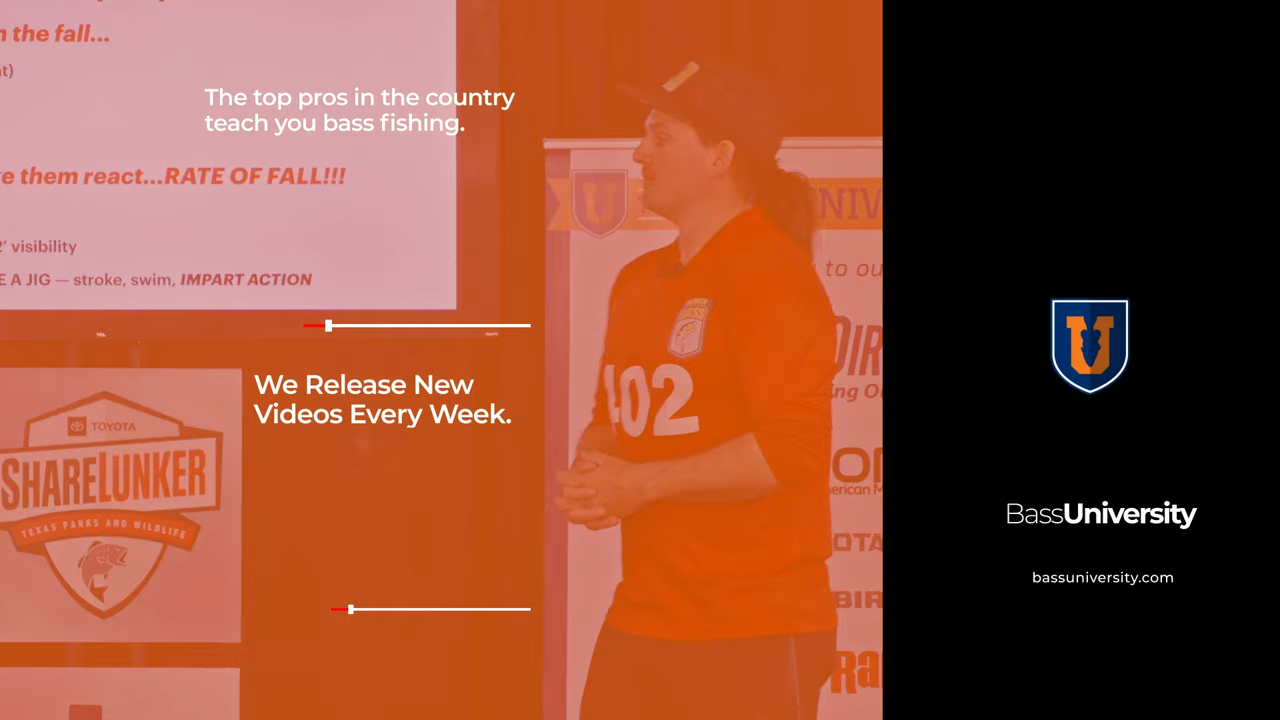 the fall...
The top pros in the country
teach you bass fishing.
them react...RATE OF FALL!!!
2' visibility
A JIG — stroke, swim, IMPART ACTION
We Release New
Videos Every Week.
TOYOTA
SHARELUNKER
TEXAS PARKS AND WILDLIFE
U
to
102
U
BassUniversity
bassuniversity.com